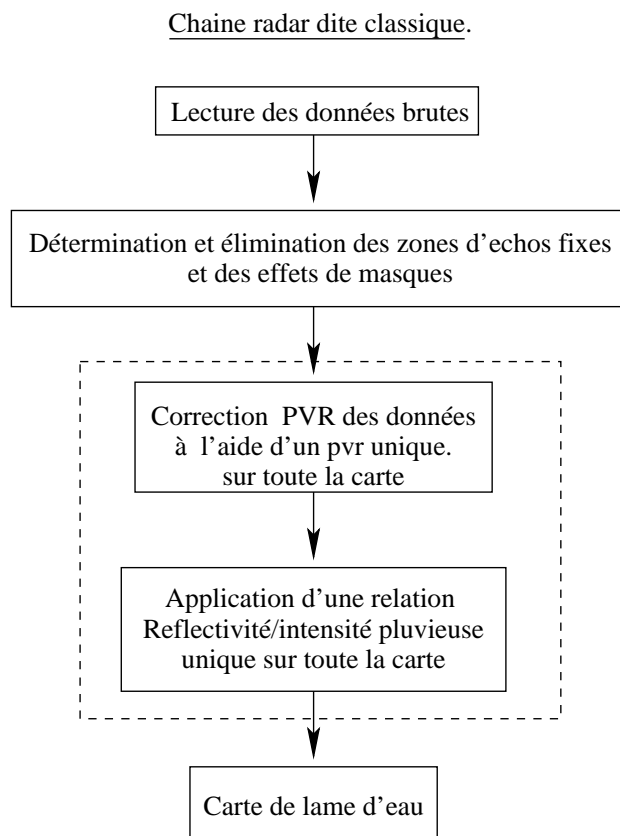 Chaine radar dite classique.
Lecture des données brutes
Détermination et élimination des zones d'echos fixes
et des effets de masques
Correction PVR des données
à l'aide d'un pvr unique.
sur toute la carte
Application d'une relation
Reflectivité/intensité pluvieuse
unique sur toute la carte
Carte de lame d'eau